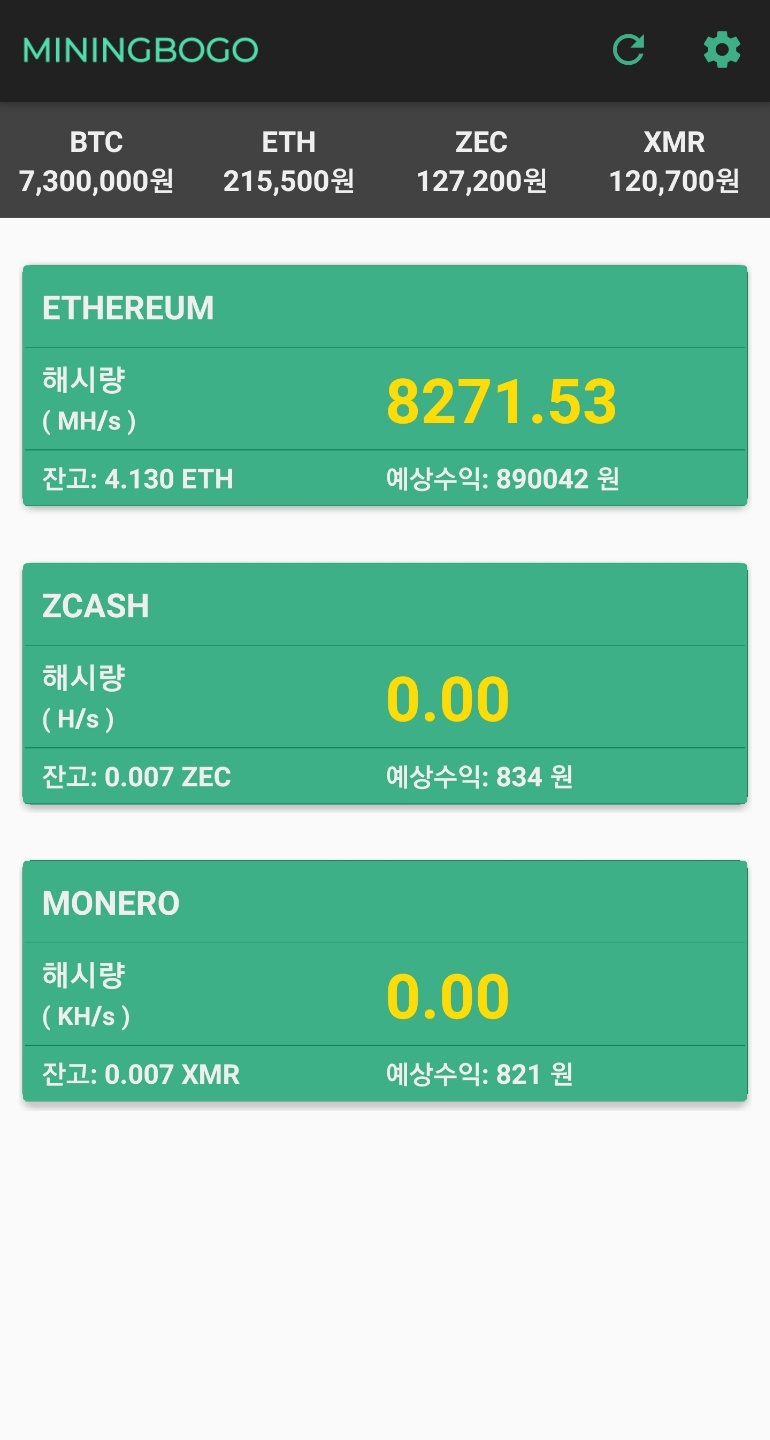 MININGBOGO
BTC ETH ZEC XMR
7,300,000원 215,500원 127,200원 120,700원
ETHEREUM
해시량
( MH/s )
8271.53
잔고: 4.130 ETH 예상수익: 890042 원
ZCASH
해시량
( H/s )
0.00
잔고: 0.007 ZEC 예상수익: 834 원
MONERO
해시량
( KH/s )
0.00
잔고: 0.007 XMR 예상수익: 821 원